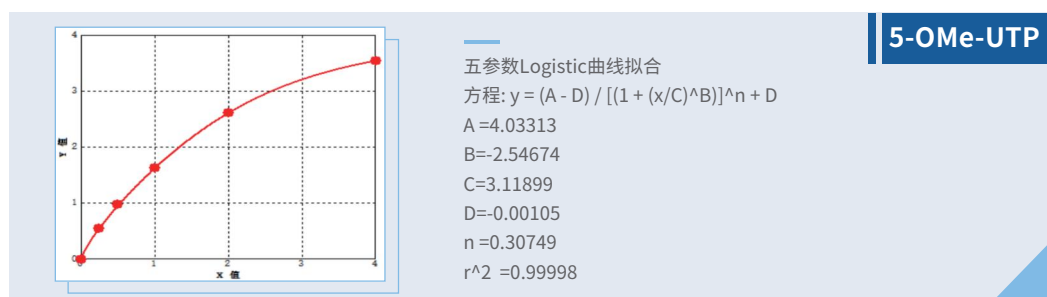 5-OMe-UTP
五参数Logistic曲线拟合
方程: y = (A - D) / [(1 + (x/C)^B)]^n + D
A =4.03313
B=-2.54674
C=3.11899
D=-0.00105
n =0.30749
r^2 =0.99998
4
3
2
1
0
0 1 2 3 4
Y 值
X 值